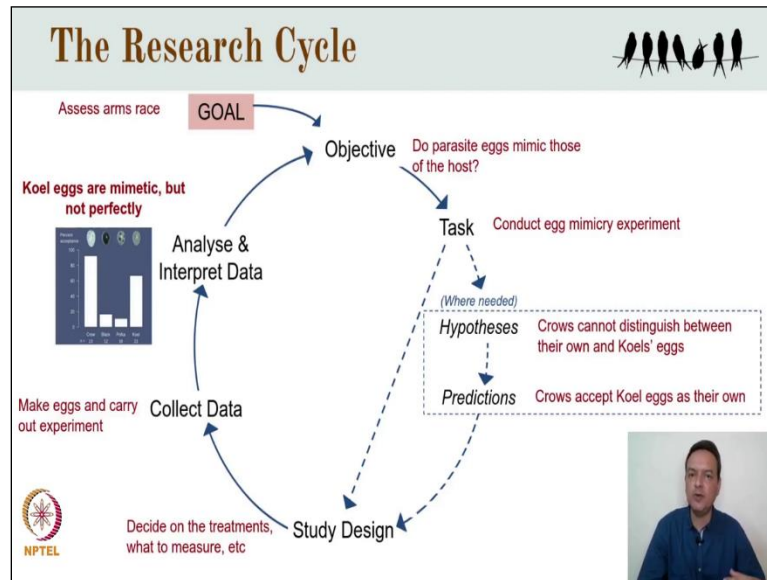 The Research Cycle
Assess arms race
GOAL
Objective
Do parasite eggs mimic those
of the host?
Koel eggs are mimetic, but
not perfectly
Task
Conduct egg mimicry experiment
Analyse &
Interpret Data
(Where needed)
Hypotheses
Crows cannot distinguish between
their own and Koels' eggs
Predictions
Crows accept Koel eggs as their own
Make eggs and carry
out experiment
Collect Data
Decide on the treatments,
what to measure, etc
Study Design
NPTEL